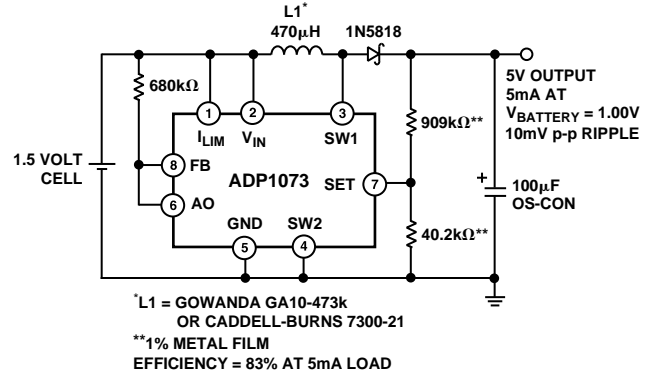 L1*
470µH
1N5818
680kΩ
5V OUTPUT
5mA AT
VBATTERY = 1.00V
10mV p-p RIPPLE
909kΩ**
1
2
3
ILIM
VIN
SW1
1.5 VOLT
CELL
8
FB
ADP1073
SET
7
6
AO
+
100µF
OS-CON
GND
SW2
40.2kΩ**
5
4
*L1 = GOWANDA GA10-473k
OR CADDELL-BURNS 7300-21
**1% METAL FILM
EFFICIENCY = 83% AT 5mA LOAD